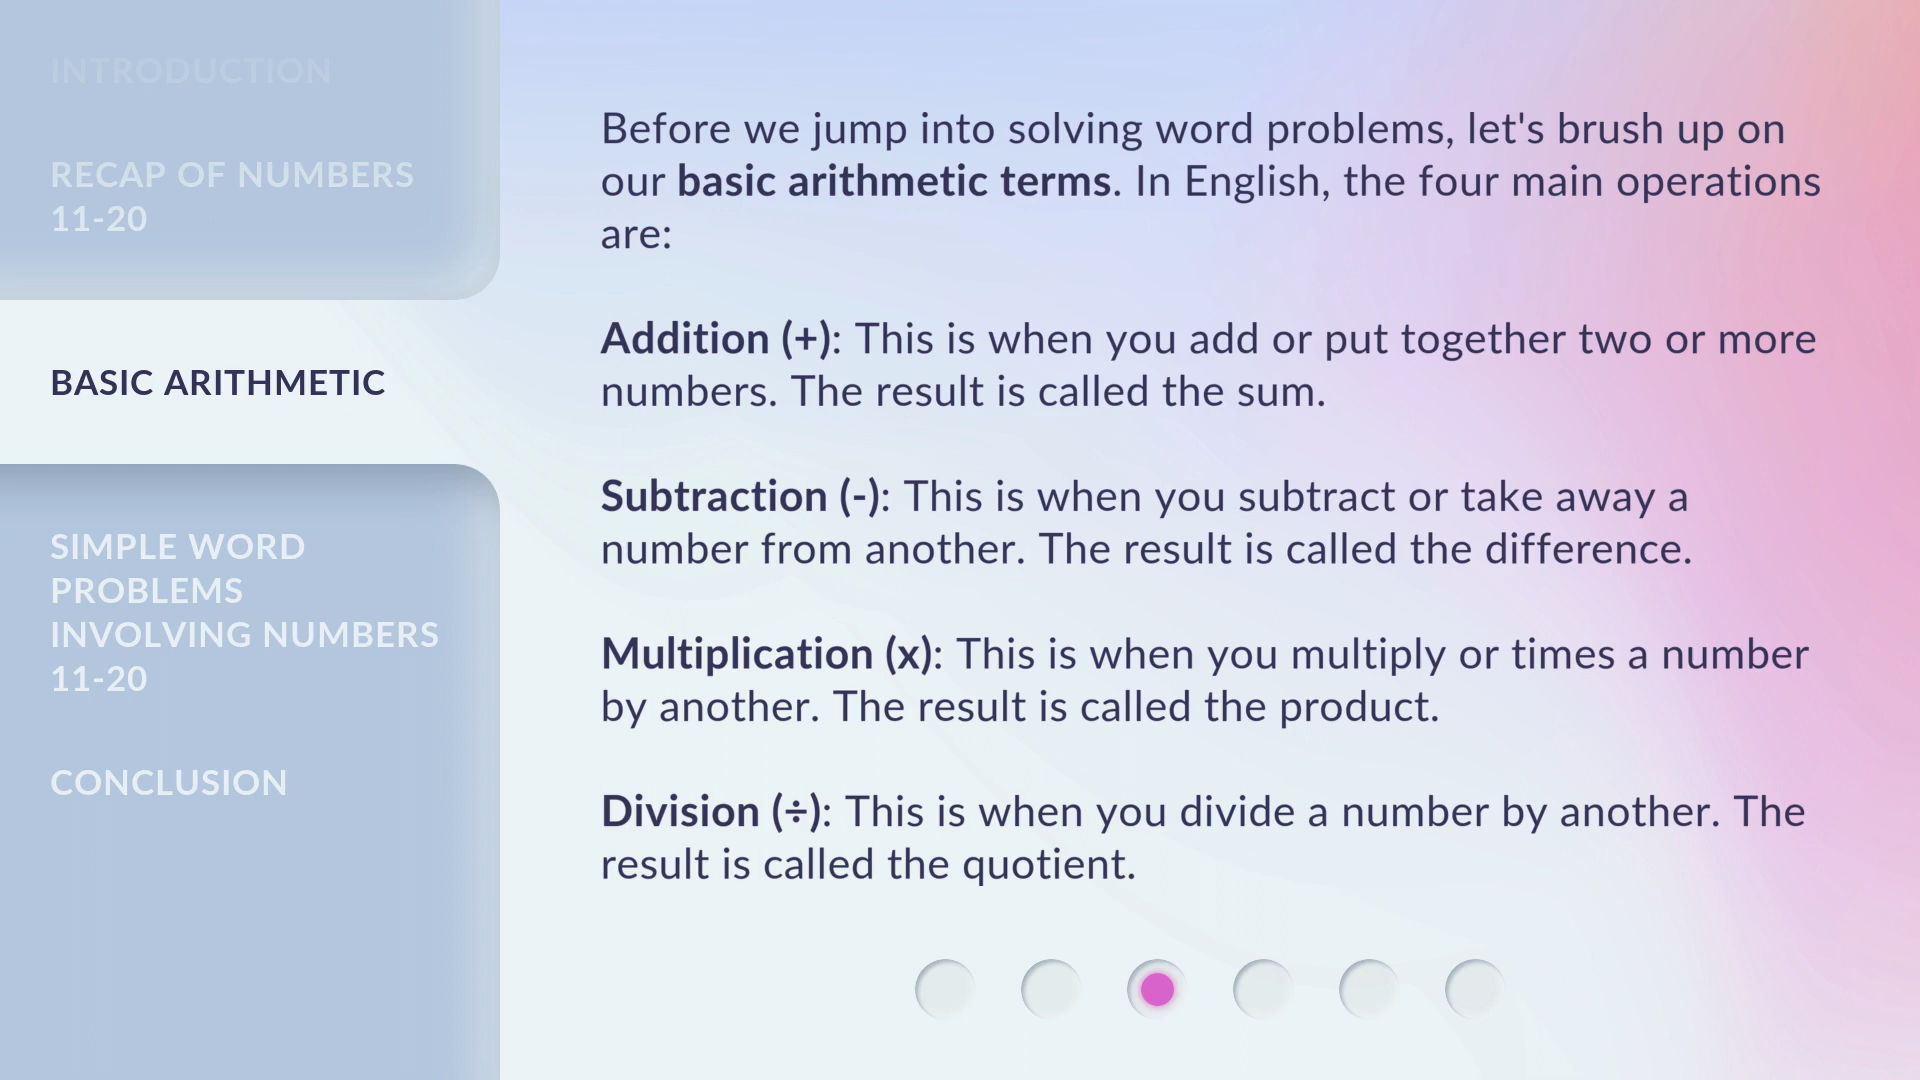 INTRODUCTION
RECAP OF NUMBERS
11-20
BASIC ARITHMETIC
SIMPLE WORD
PROBLEMS
INVOLVING NUMBERS
11-20
CONCLUSION
Before we jump into solving word problems, let's brush up on
our basic arithmetic terms. In English, the four main operations
are:
Addition (+): This is when you add or put together two or more
numbers. The result is called the sum.
Subtraction (-): This is when you subtract or take away a
number from another. The result is called the difference.
Multiplication (x): This is when you multiply or times a number
by another. The result is called the product.
Division (÷): This is when you divide a number by another. The
result is called the quotient.